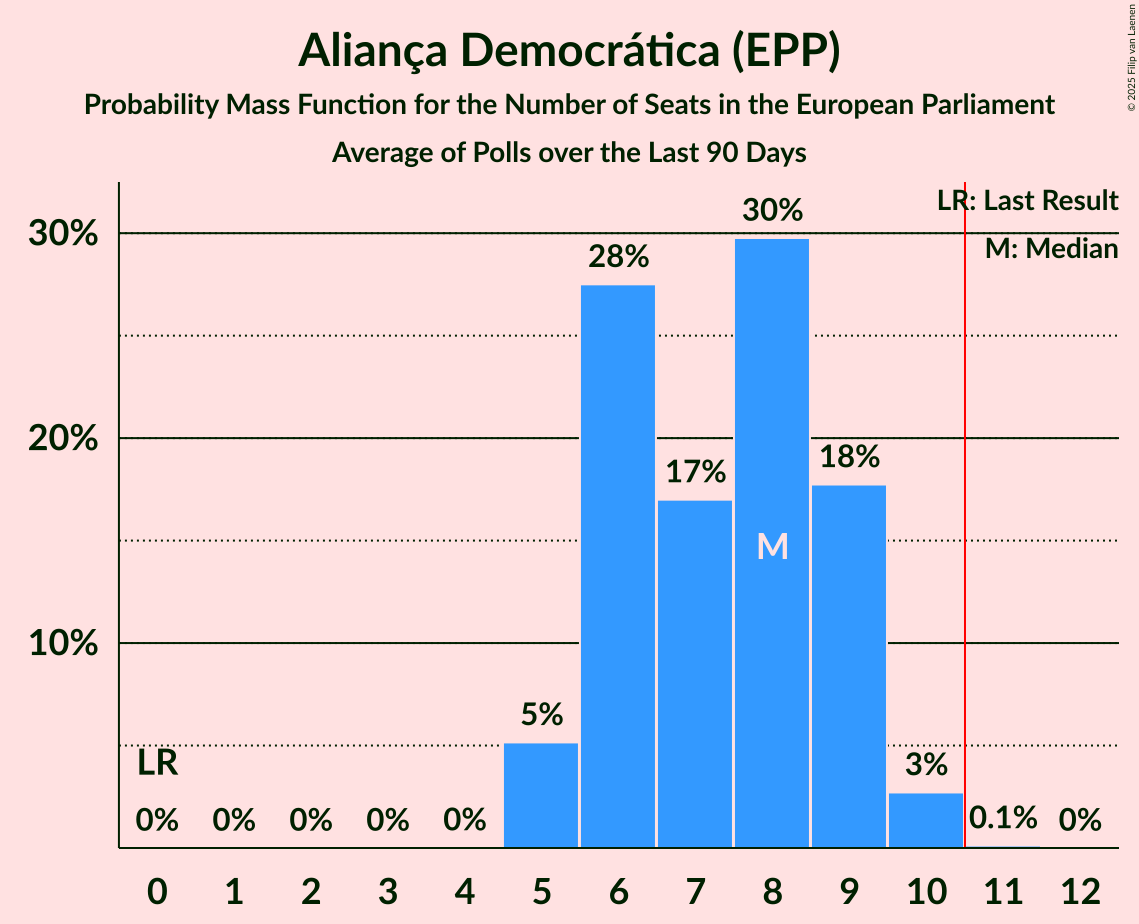 Aliança Democrática (EPP)
Probability Mass Function for the Number of Seats in the European Parliament
Average of Polls over the Last 90 Days
© 2025 Filip van Laenen
LR: Last Result
M: Median
30%
20%
10%
LR
0%
0%
0%
0%
0%
5%
28%
17%
30%
M
18%
3%
0.1%
0%
0 1 2 3 4 5 6 7 8 9 10 11 12